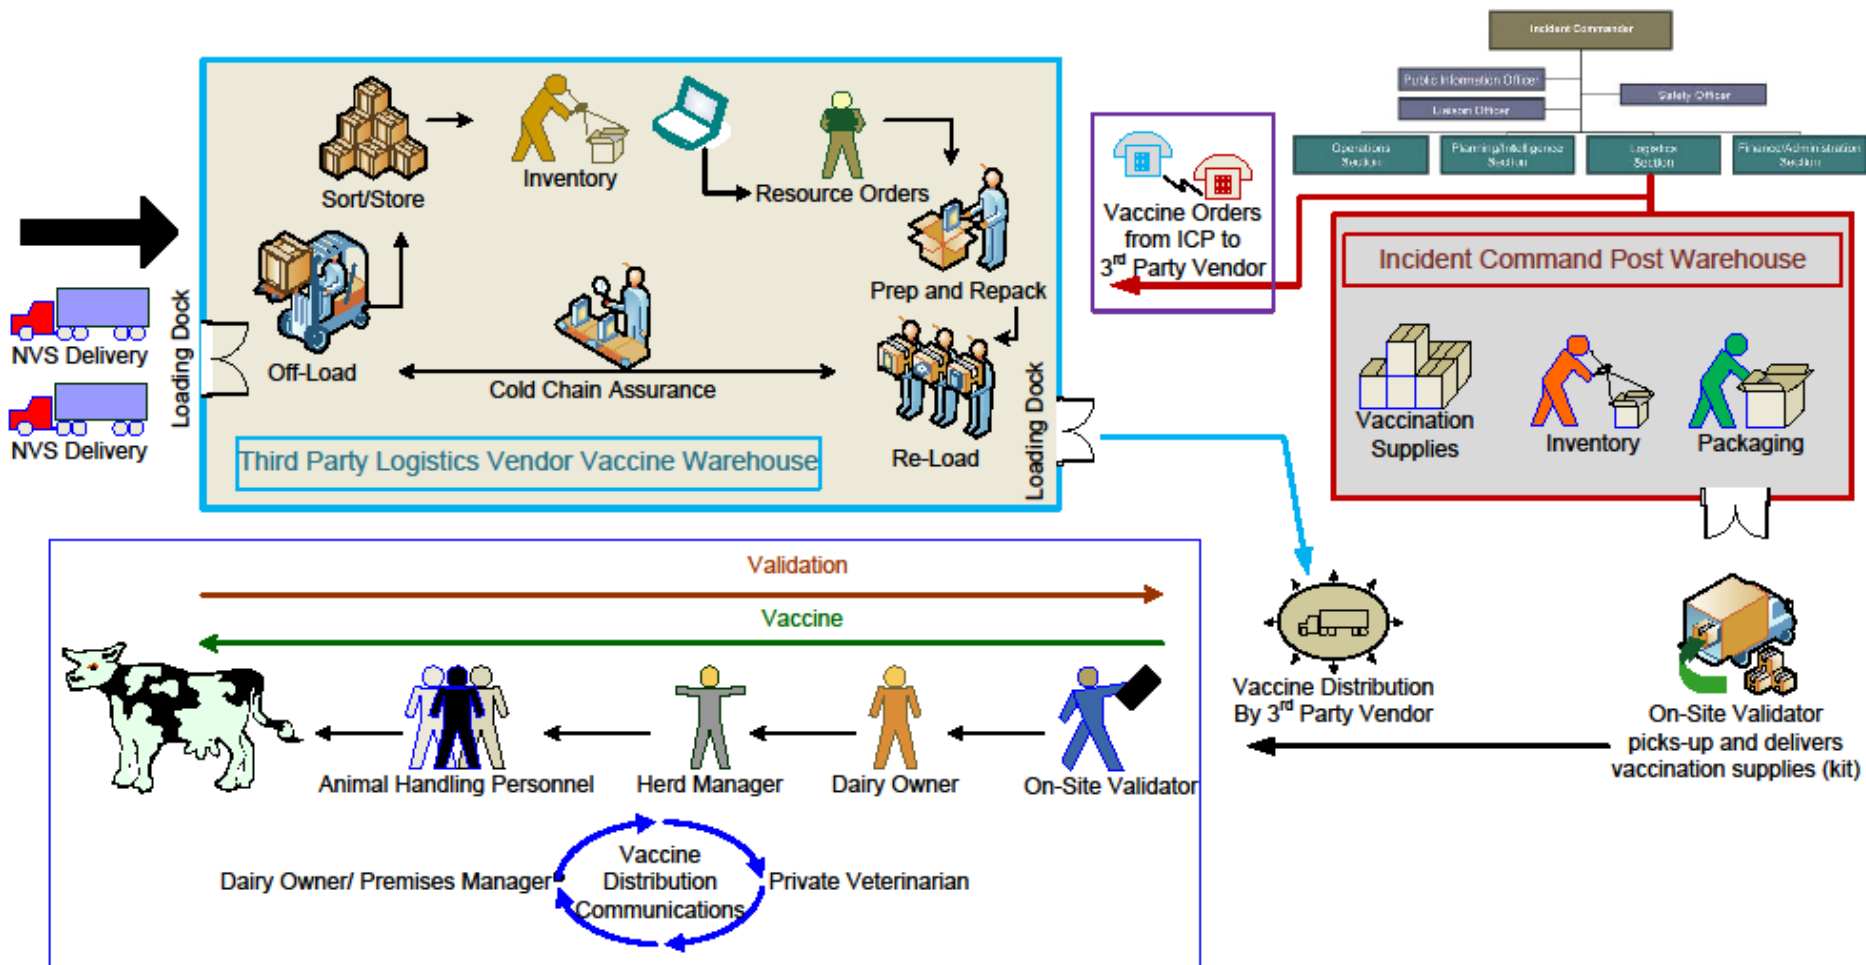 Incident Commander
Public Information Officer
Safety Officer
Liaison Officer
Operations
Section
Planning/Intelligence
Section
Logistics
Section
Finance/Administration
Section
Sort/Store
Inventory
Resource Orders
Prep and Repack
Off-Load
Cold Chain Assurance
Re-Load
Loading Dock
Loading Dock
NVS Delivery
NVS Delivery
Third Party Logistics Vendor Vaccine Warehouse
Vaccine Orders
from ICP to
3rd Party Vendor
Incident Command Post Warehouse
Vaccination
Supplies
Inventory
Packaging
Validation
Vaccine
Animal Handling Personnel
Herd Manager
Dairy Owner
On-Site Validator
Vaccine Distribution
By 3rd Party Vendor
On-Site Validator
picks-up and delivers
vaccination supplies (kit)
Dairy Owner/ Premises Manager
Vaccine
Distribution
Communications
Private Veterinarian